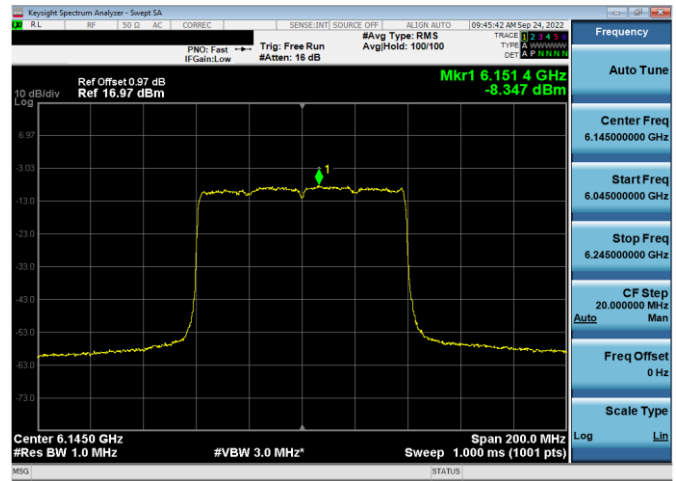 Keysight Spectrum Analyzer - Swept SA
RL RF 50 Ω AC CORREC SENSE:INT SOURCE OFF ALIGN AUTO 09:45:42 AM Sep 24, 2022
PNO: Fast
IFGain:Low
Trig: Free Run
#Atten: 16 dB
#Avg Type: RMS
Avg|Hold: 100/100
TRACE 1 2 3 4 5 6
TYPE A WWWWW
DET A P N N N N
Mkr1 6.151 4 GHz
-8.347 dBm
Ref Offset 0.97 dB
10 dB/div Ref 16.97 dBm
Log
6.97
-3.03
1
-13.0
-23.0
-33.0
-43.0
-53.0
-63.0
-73.0
Center 6.1450 GHz Span 200.0 MHz
#Res BW 1.0 MHz #VBW 3.0 MHz* Sweep 1.000 ms (1001 pts)
MSG STATUS
Frequency
Auto Tune
Center Freq
6.145000000 GHz
Start Freq
6.045000000 GHz
Stop Freq
6.245000000 GHz
CF Step
20.000000 MHz
Auto Man
Freq Offset
0 Hz
Scale Type
Log Lin